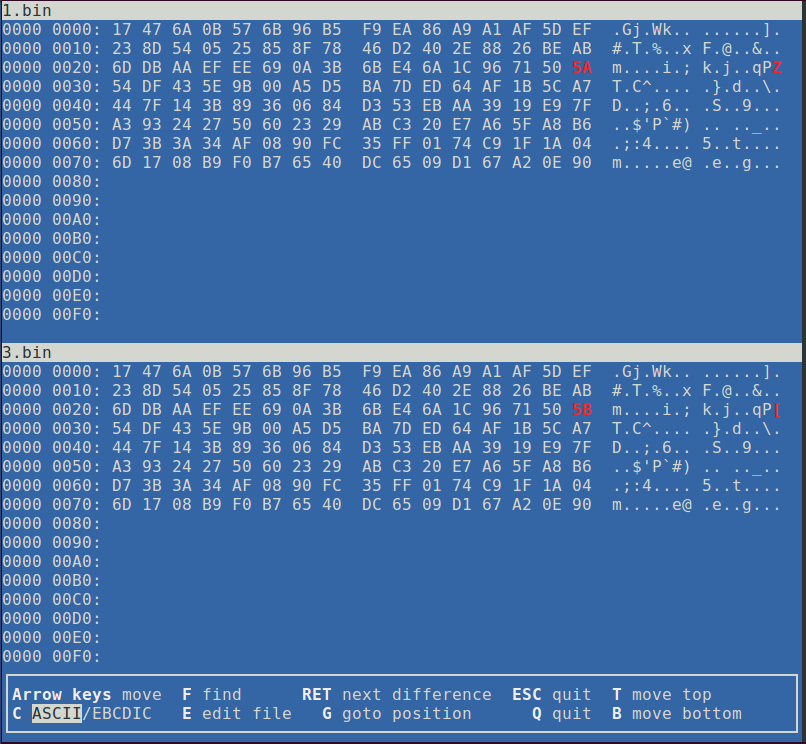 1.bin
0000 0000: 17 47 6A 0B 57 6B 96 B5  F9 EA 86 A9 A1 AF 5D EF  .Gj.Wk.. ......].
0000 0010: 23 8D 54 05 25 85 8F 78  46 D2 40 2E 88 26 BE AB  #.T.%..x F.@..&..
0000 0020: 6D DB AA EF EE 69 0A 3B  6B E4 6A 1C 96 71 50 5A  m....i.; k.j..qPZ
0000 0030: 54 DF 43 5E 9B 00 A5 D5  BA 7D ED 64 AF 1B 5C A7  T.C^.... .}.d..\.
0000 0040: 44 7F 14 3B 89 36 06 84  D3 53 EB AA 39 19 E9 7F  D..;.6.. .S..9...
0000 0050: A3 93 24 27 50 60 23 29  AB C3 20 E7 A6 5F A8 B6  ..$'P`#) .. .._..
0000 0060: D7 3B 3A 34 AF 08 90 FC  35 FF 01 74 C9 1F 1A 04  .;:4.... 5..t....
0000 0070: 6D 17 08 B9 F0 B7 65 40  DC 65 09 D1 67 A2 0E 90  m.....e@ .e..g...
0000 0080:
0000 0090:
0000 00A0:
0000 00B0:
0000 00C0:
0000 00D0:
0000 00E0:
0000 00F0:
3.bin
0000 0000: 17 47 6A 0B 57 6B 96 B5  F9 EA 86 A9 A1 AF 5D EF  .Gj.Wk.. ......].
0000 0010: 23 8D 54 05 25 85 8F 78  46 D2 40 2E 88 26 BE AB  #.T.%..x F.@..&..
0000 0020: 6D DB AA EF EE 69 0A 3B  6B E4 6A 1C 96 71 50 5B  m....i.; k.j..qP[
0000 0030: 54 DF 43 5E 9B 00 A5 D5  BA 7D ED 64 AF 1B 5C A7  T.C^.... .}.d..\.
0000 0040: 44 7F 14 3B 89 36 06 84  D3 53 EB AA 39 19 E9 7F  D..;.6.. .S..9...
0000 0050: A3 93 24 27 50 60 23 29  AB C3 20 E7 A6 5F A8 B6  ..$'P`#) .. .._..
0000 0060: D7 3B 3A 34 AF 08 90 FC  35 FF 01 74 C9 1F 1A 04  .;:4.... 5..t....
0000 0070: 6D 17 08 B9 F0 B7 65 40  DC 65 09 D1 67 A2 0E 90  m.....e@ .e..g...
0000 0080:
0000 0090:
0000 00A0:
0000 00B0:
0000 00C0:
0000 00D0:
0000 00E0:
0000 00F0:
Arrow keys move  F find      RET next difference  ESC quit  T move top
C ASCII/EBCDIC   E edit file   G goto position      Q quit  B move bottom